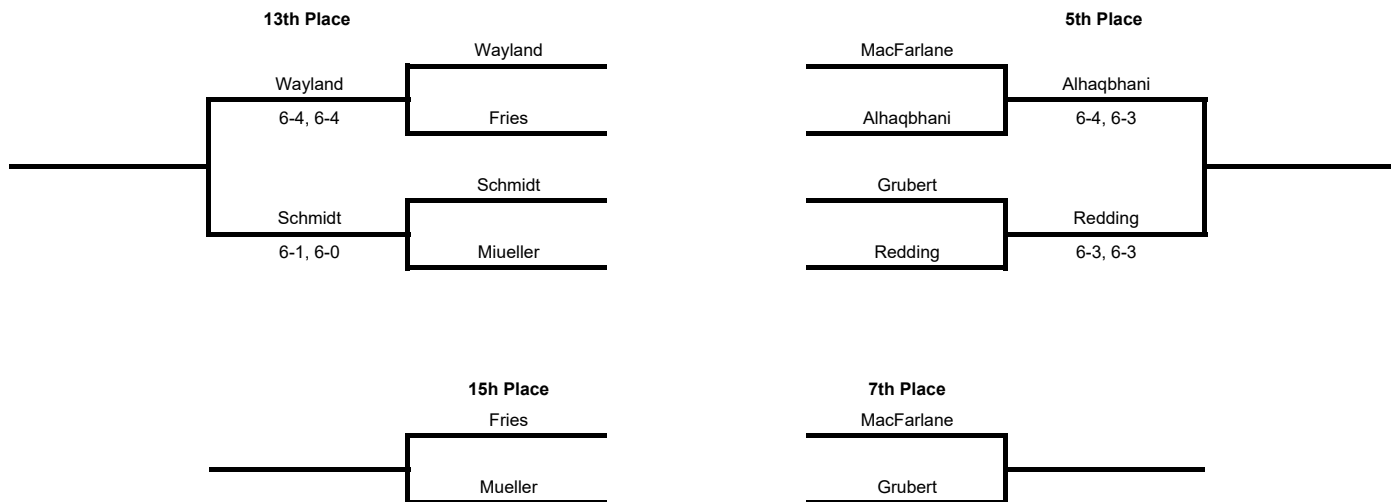 13th Place
Wayland
Wayland
6-4, 6-4
Fries
Schmidt
Schmidt
6-1, 6-0
Miueller
5th Place
MacFarlane
Alhaqbhani
Alhaqbhani
6-4, 6-3
Grubert
Redding
Redding
6-3, 6-3
15h Place
Fries
Mueller
7th Place
MacFarlane
Grubert